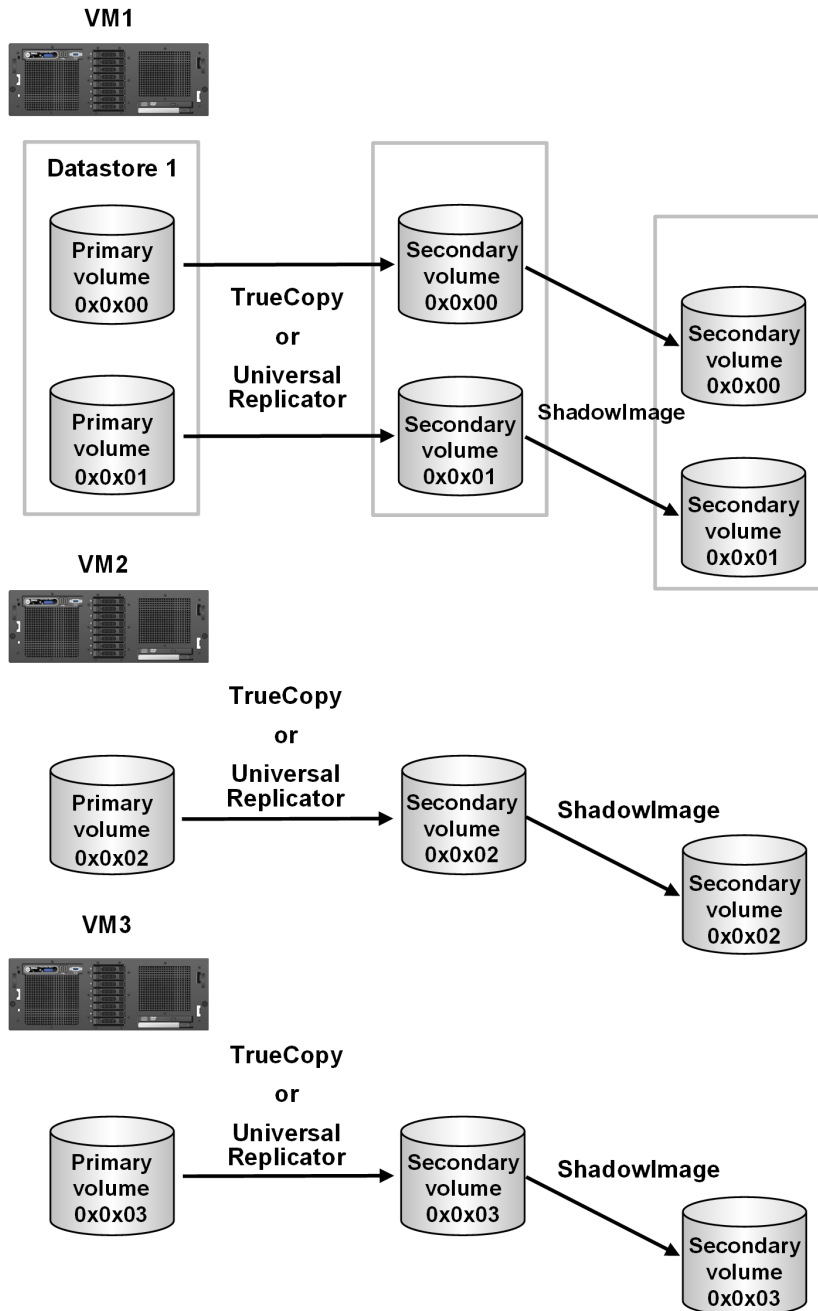 VM1
Datastore 1
Primary
volume
0x0x00
TrueCopy
or
Universal
Replicator
Secondary
volume
0x0x00
Secondary
volume
0x0x00
Primary
volume
0x0x01
Secondary
volume
0x0x01
ShadowImage
Secondary
volume
0x0x01
VM2
TrueCopy
or
Universal
Replicator
Primary
volume
0x0x02
Secondary
volume
0x0x02
ShadowImage
Secondary
volume
0x0x02
VM3
TrueCopy
or
Universal
Replicator
Primary
volume
0x0x03
Secondary
volume
0x0x03
ShadowImage
Secondary
volume
0x0x03